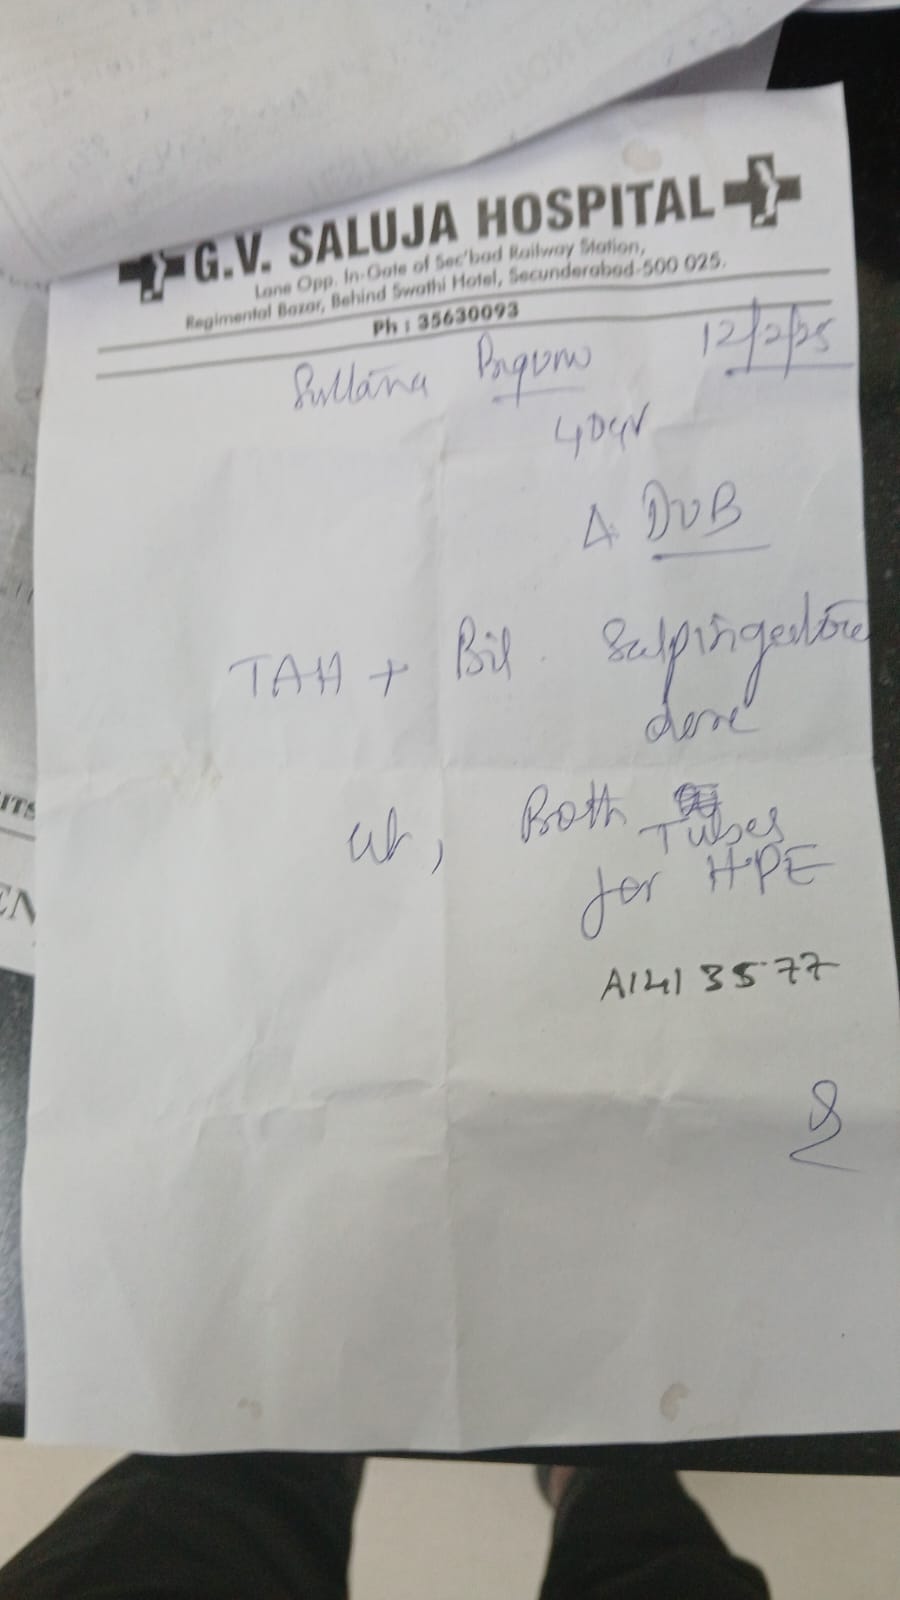 G.V. SALUJA HOSPITAL
Lane Opp. In-Gate of Sec'bad Railway Station,
Regimental Bazar, Behind Swathi Hotel, Secunderabad-500 025.
Ph : 35630093
12/2/25
Sultana Begum
40yr
Δ DUB
TAH + Bil. Salpingectomy
done
ut, Both Tubes
for HPE
A1413577
ITS
EN